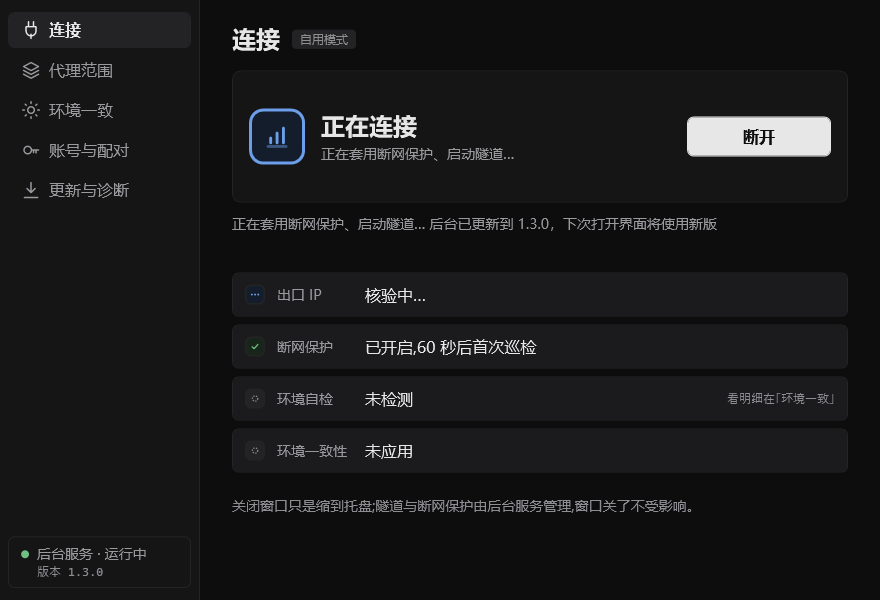 连接
代理范围
环境一致
账号与配对
更新与诊断
后台服务 · 运行中
版本 1.3.0
连接 自用模式
正在连接
正在套用断网保护、启动隧道...
断开
正在套用断网保护、启动隧道... 后台已更新到 1.3.0，下次打开界面将使用新版
出口 IP 核验中...
断网保护 已开启,60 秒后首次巡检
环境自检 未检测 看明细在「环境一致」
环境一致性 未应用
关闭窗口只是缩到托盘;隧道与断网保护由后台服务管理,窗口关了不受影响。